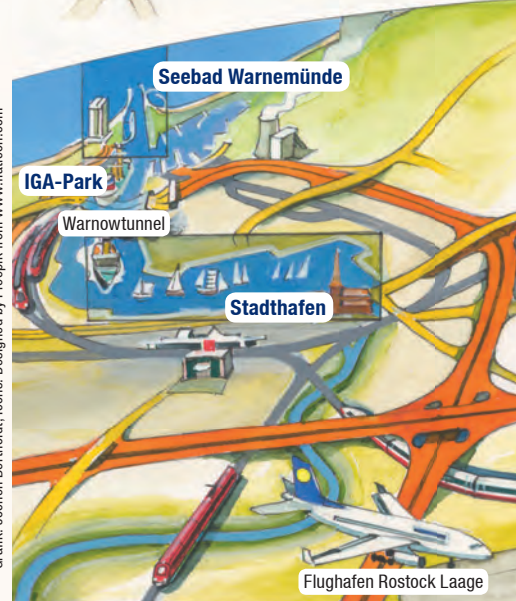 Seebad Warnemünde
IGA-Park
Warnowtunnel
Stadthafen
Flughafen Rostock Laage